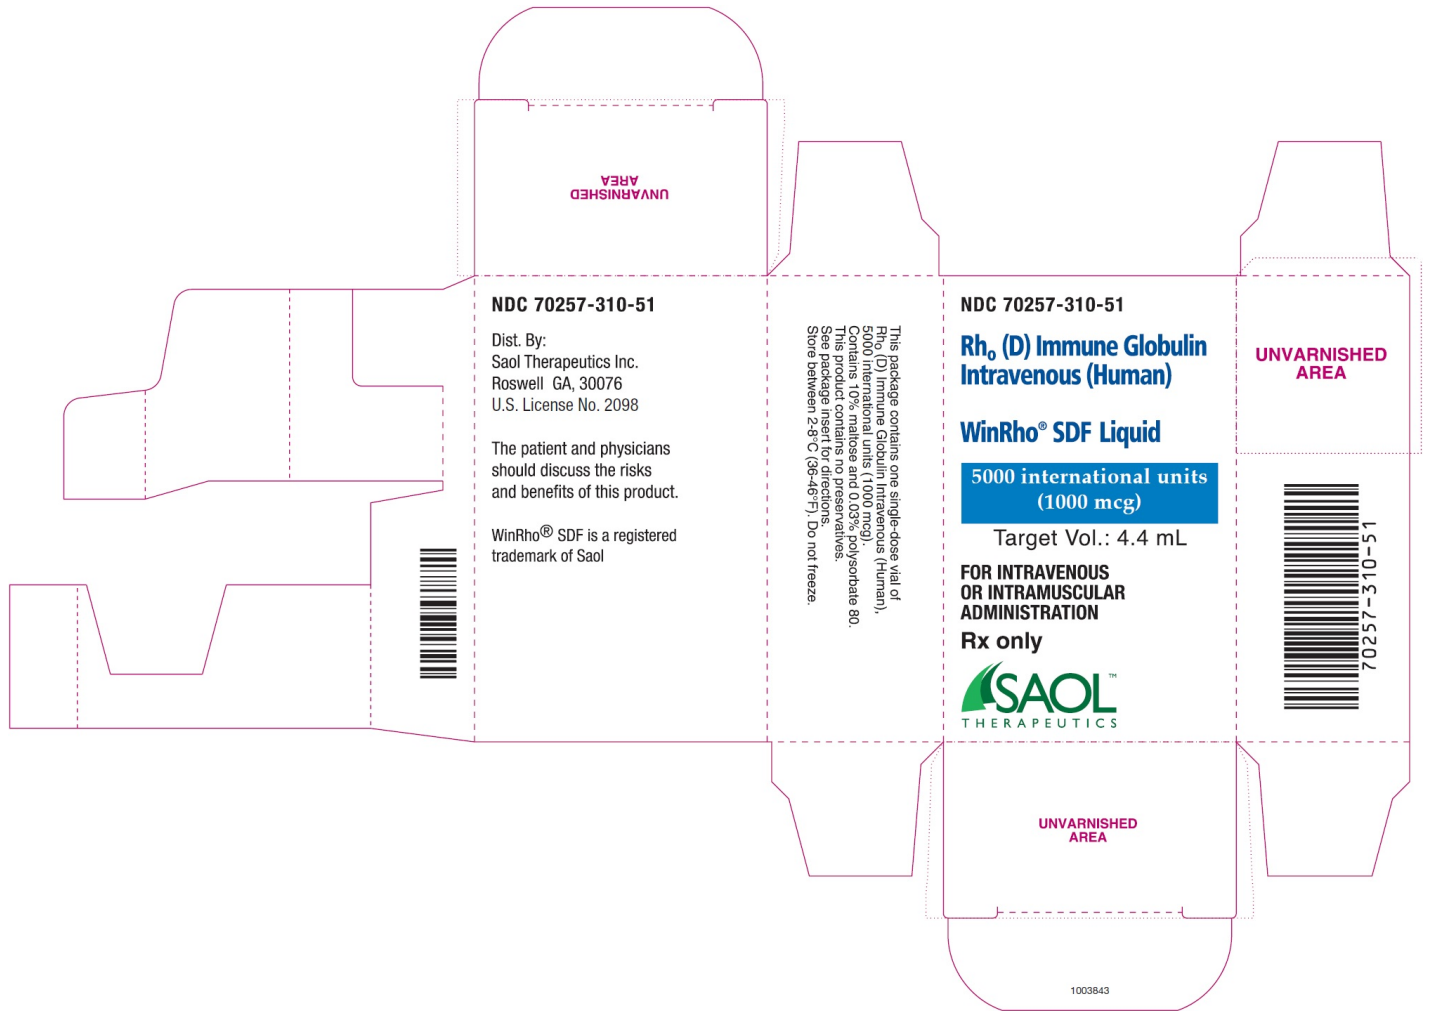 UNVARNISHED
AREA
NDC 70257-310-51
Dist. By:
Saol Therapeutics Inc.
Roswell GA, 30076
U.S. License No. 2098
The patient and physicians
should discuss the risks
and benefits of this product.
WinRho® SDF is a registered
trademark of Saol
This package contains one single-dose vial of
Rho (D) Immune Globulin Intravenous (Human),
5000 international units (1000 mcg).
Contains 10% maltose and 0.03% polysorbate 80.
This product contains no preservatives.
See package insert for directions.
Store between 2-8°C (36-46°F). Do not freeze.
NDC 70257-310-51
Rho (D) Immune Globulin
Intravenous (Human)
WinRho® SDF Liquid
5000 international units
(1000 mcg)
Target Vol.: 4.4 mL
FOR INTRAVENOUS
OR INTRAMUSCULAR
ADMINISTRATION
Rx only
SAOL™
THERAPEUTICS
UNVARNISHED
AREA
70257-310-51
UNVARNISHED
AREA
1003843